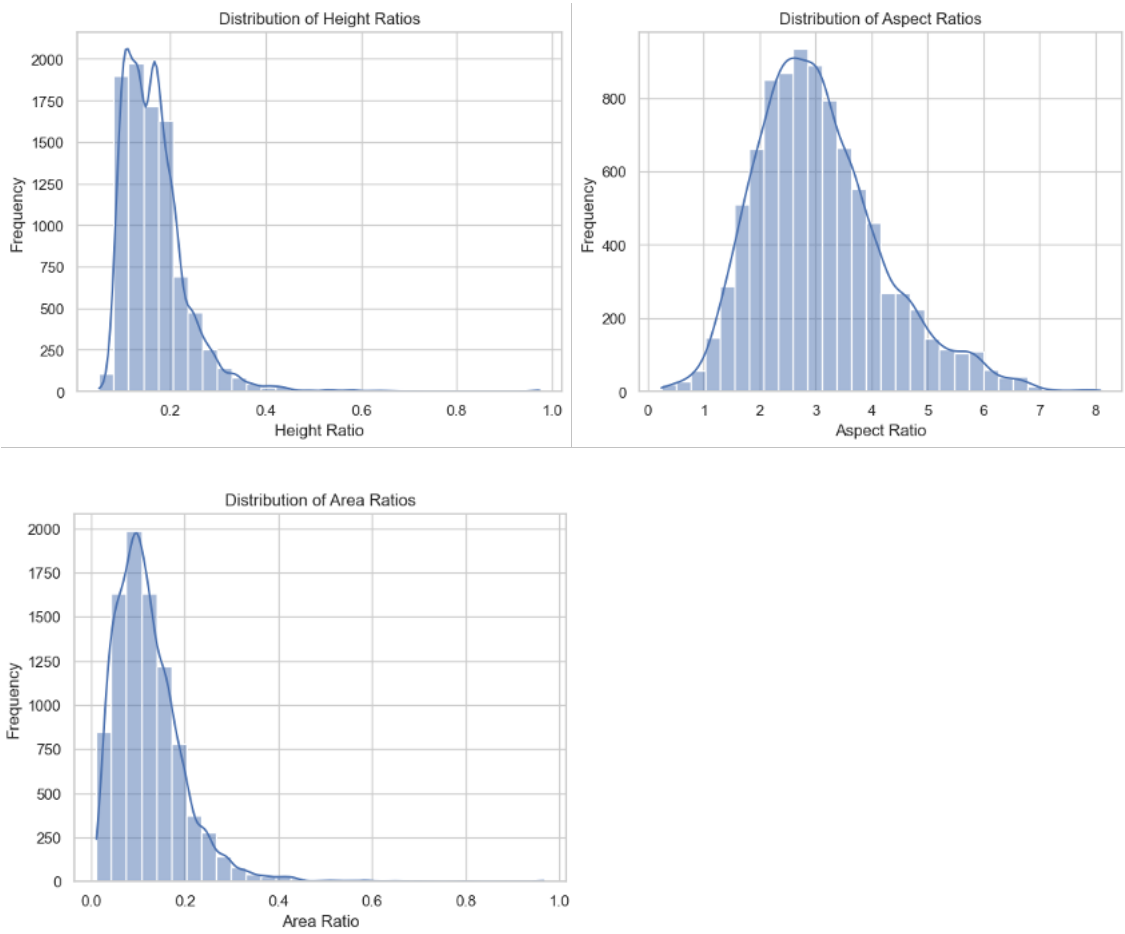 Distribution of Height Ratios
2000
1750
1500
1250
1000
750
500
250
0
Frequency
0.2 0.4 0.6 0.8 1.0
Height Ratio
Distribution of Aspect Ratios
800
600
400
200
0
Frequency
0 1 2 3 4 5 6 7 8
Aspect Ratio
Distribution of Area Ratios
2000
1750
1500
1250
1000
750
500
250
0
Frequency
0.0 0.2 0.4 0.6 0.8 1.0
Area Ratio